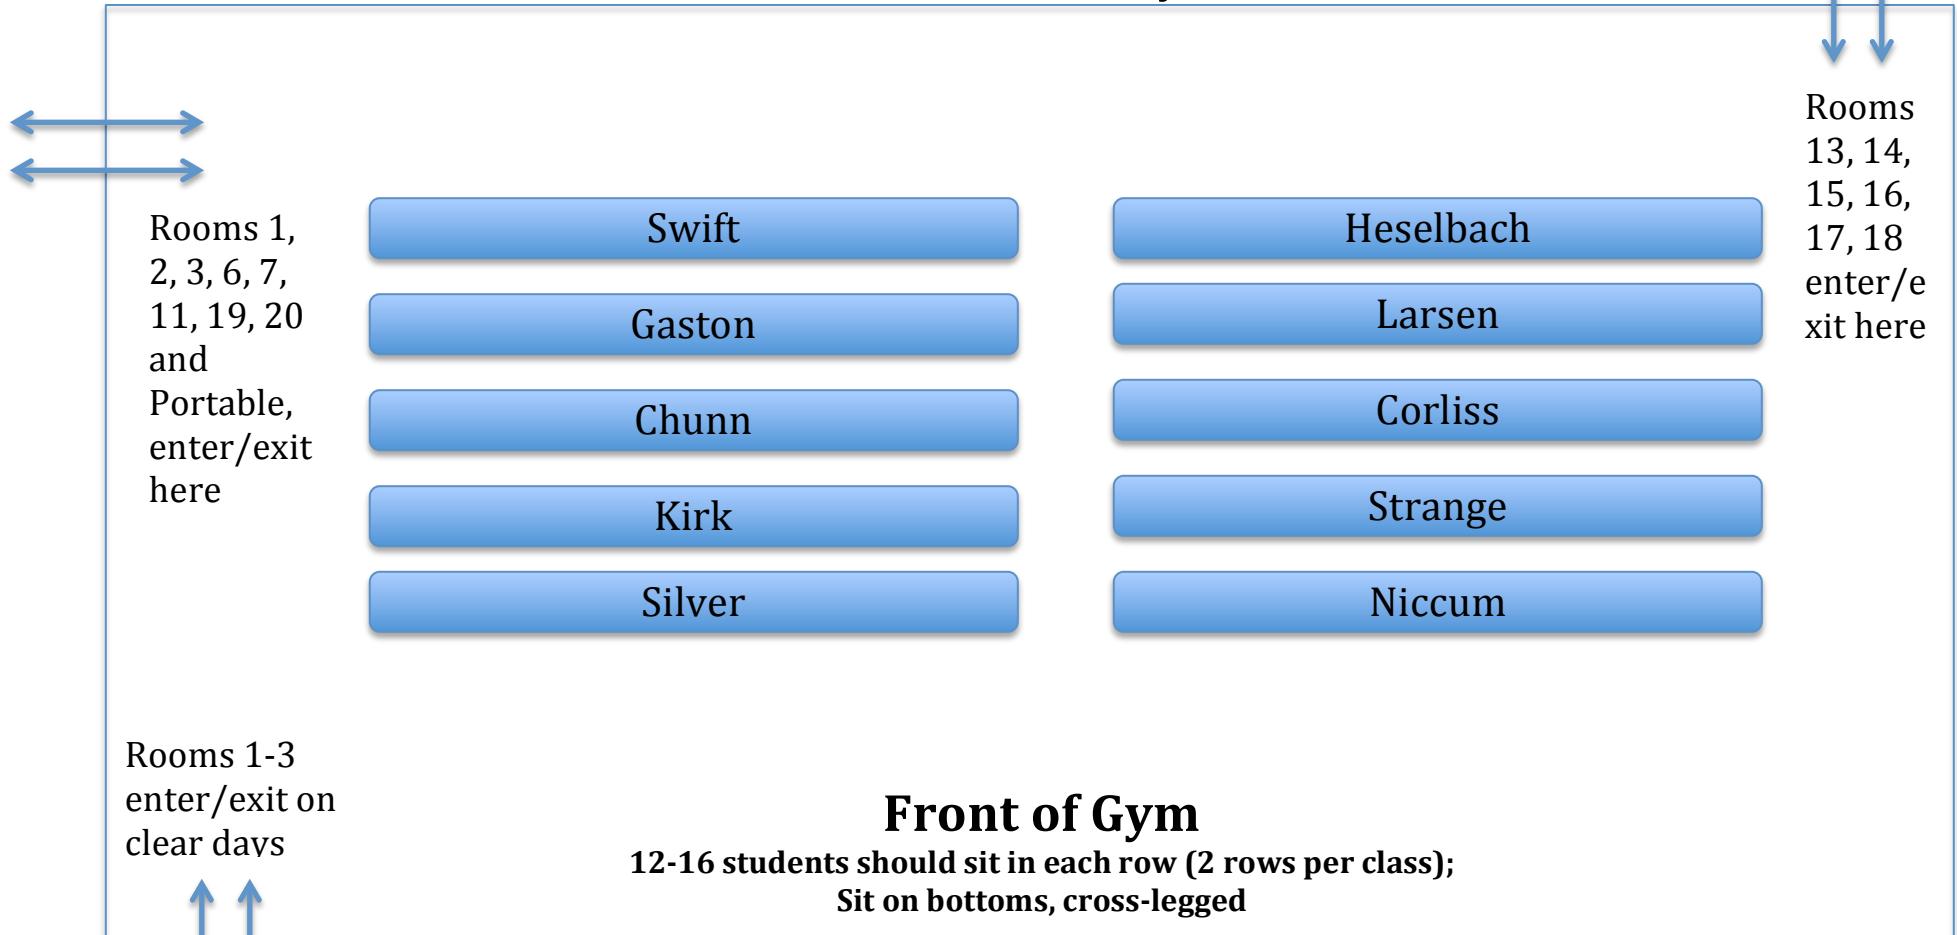 Rooms 1,
2, 3, 6, 7,
11, 19, 20
and
Portable,
enter/exit
here
Swift
Gaston
Chunn
Kirk
Silver
Heselbach
Larsen
Corliss
Strange
Niccum
Rooms
13, 14,
15, 16,
17, 18
enter/e
xit here
Rooms 1-3
enter/exit on
clear days
Front of Gym
12-16 students should sit in each row (2 rows per class);
Sit on bottoms, cross-legged